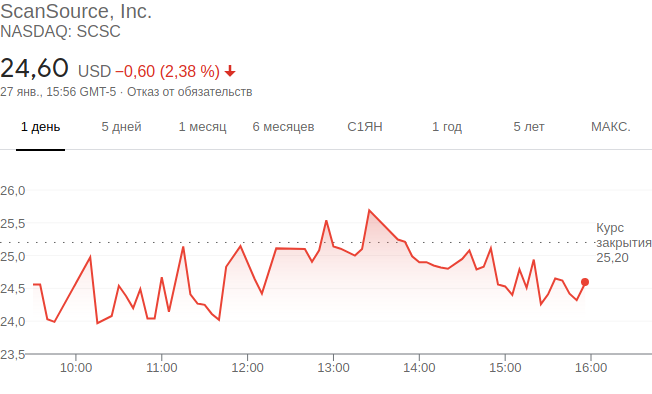 ScanSource, Inc.
NASDAQ: SCSC
24,60 USD −0,60 (2,38 %)
27 янв., 15:56 GMT-5 · Отказ от обязательств
1 день 5 дней 1 месяц 6 месяцев С1ЯН 1 год 5 лет МАКС.
26,0
25,5
Курс
закрытия
25,20
25,0
24,5
24,0
23,5
10:00 11:00 12:00 13:00 14:00 15:00 16:00